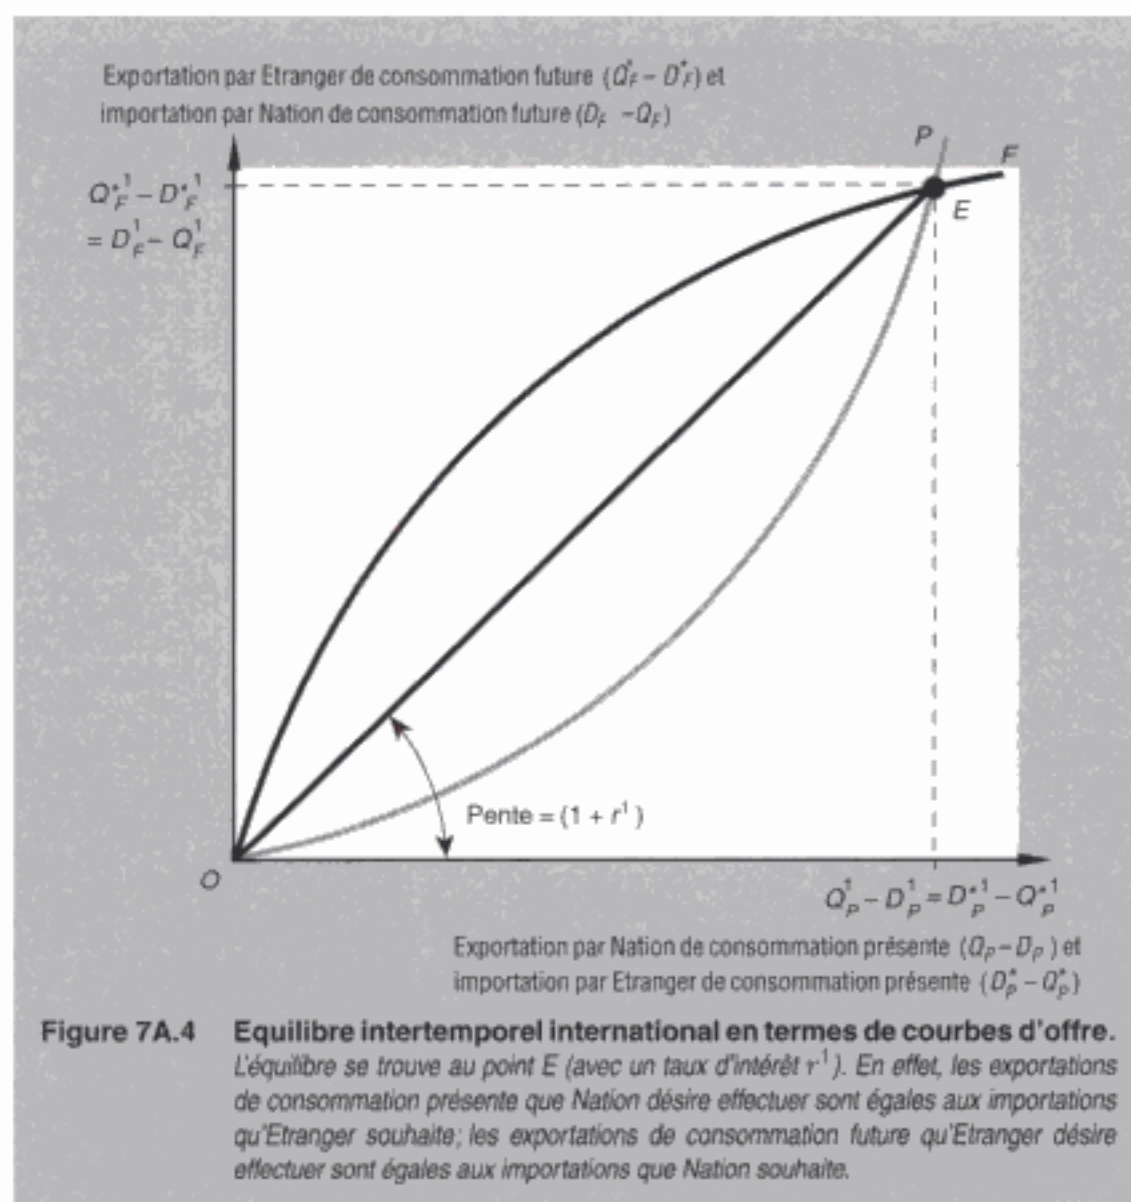 Exportation par Etranger de consommation future (Q*F – D*F) et
importation par Nation de consommation future (DF –QF)
P
F
Q*F1 – D*F1
= DF1 – QF1
E
Pente = (1 + r1)
O
QP1 – DP1 = D*P1 – Q*P1
Exportation par Nation de consommation présente (QP–DP) et
importation par Etranger de consommation présente (D*P – Q*P)
Figure 7A.4 Equilibre intertemporel international en termes de courbes d'offre.
L'équilibre se trouve au point E (avec un taux d'intérêt r1). En effet, les exportations
de consommation présente que Nation désire effectuer sont égales aux importations
qu'Etranger souhaite; les exportations de consommation future qu'Etranger désire
effectuer sont égales aux importations que Nation souhaite.